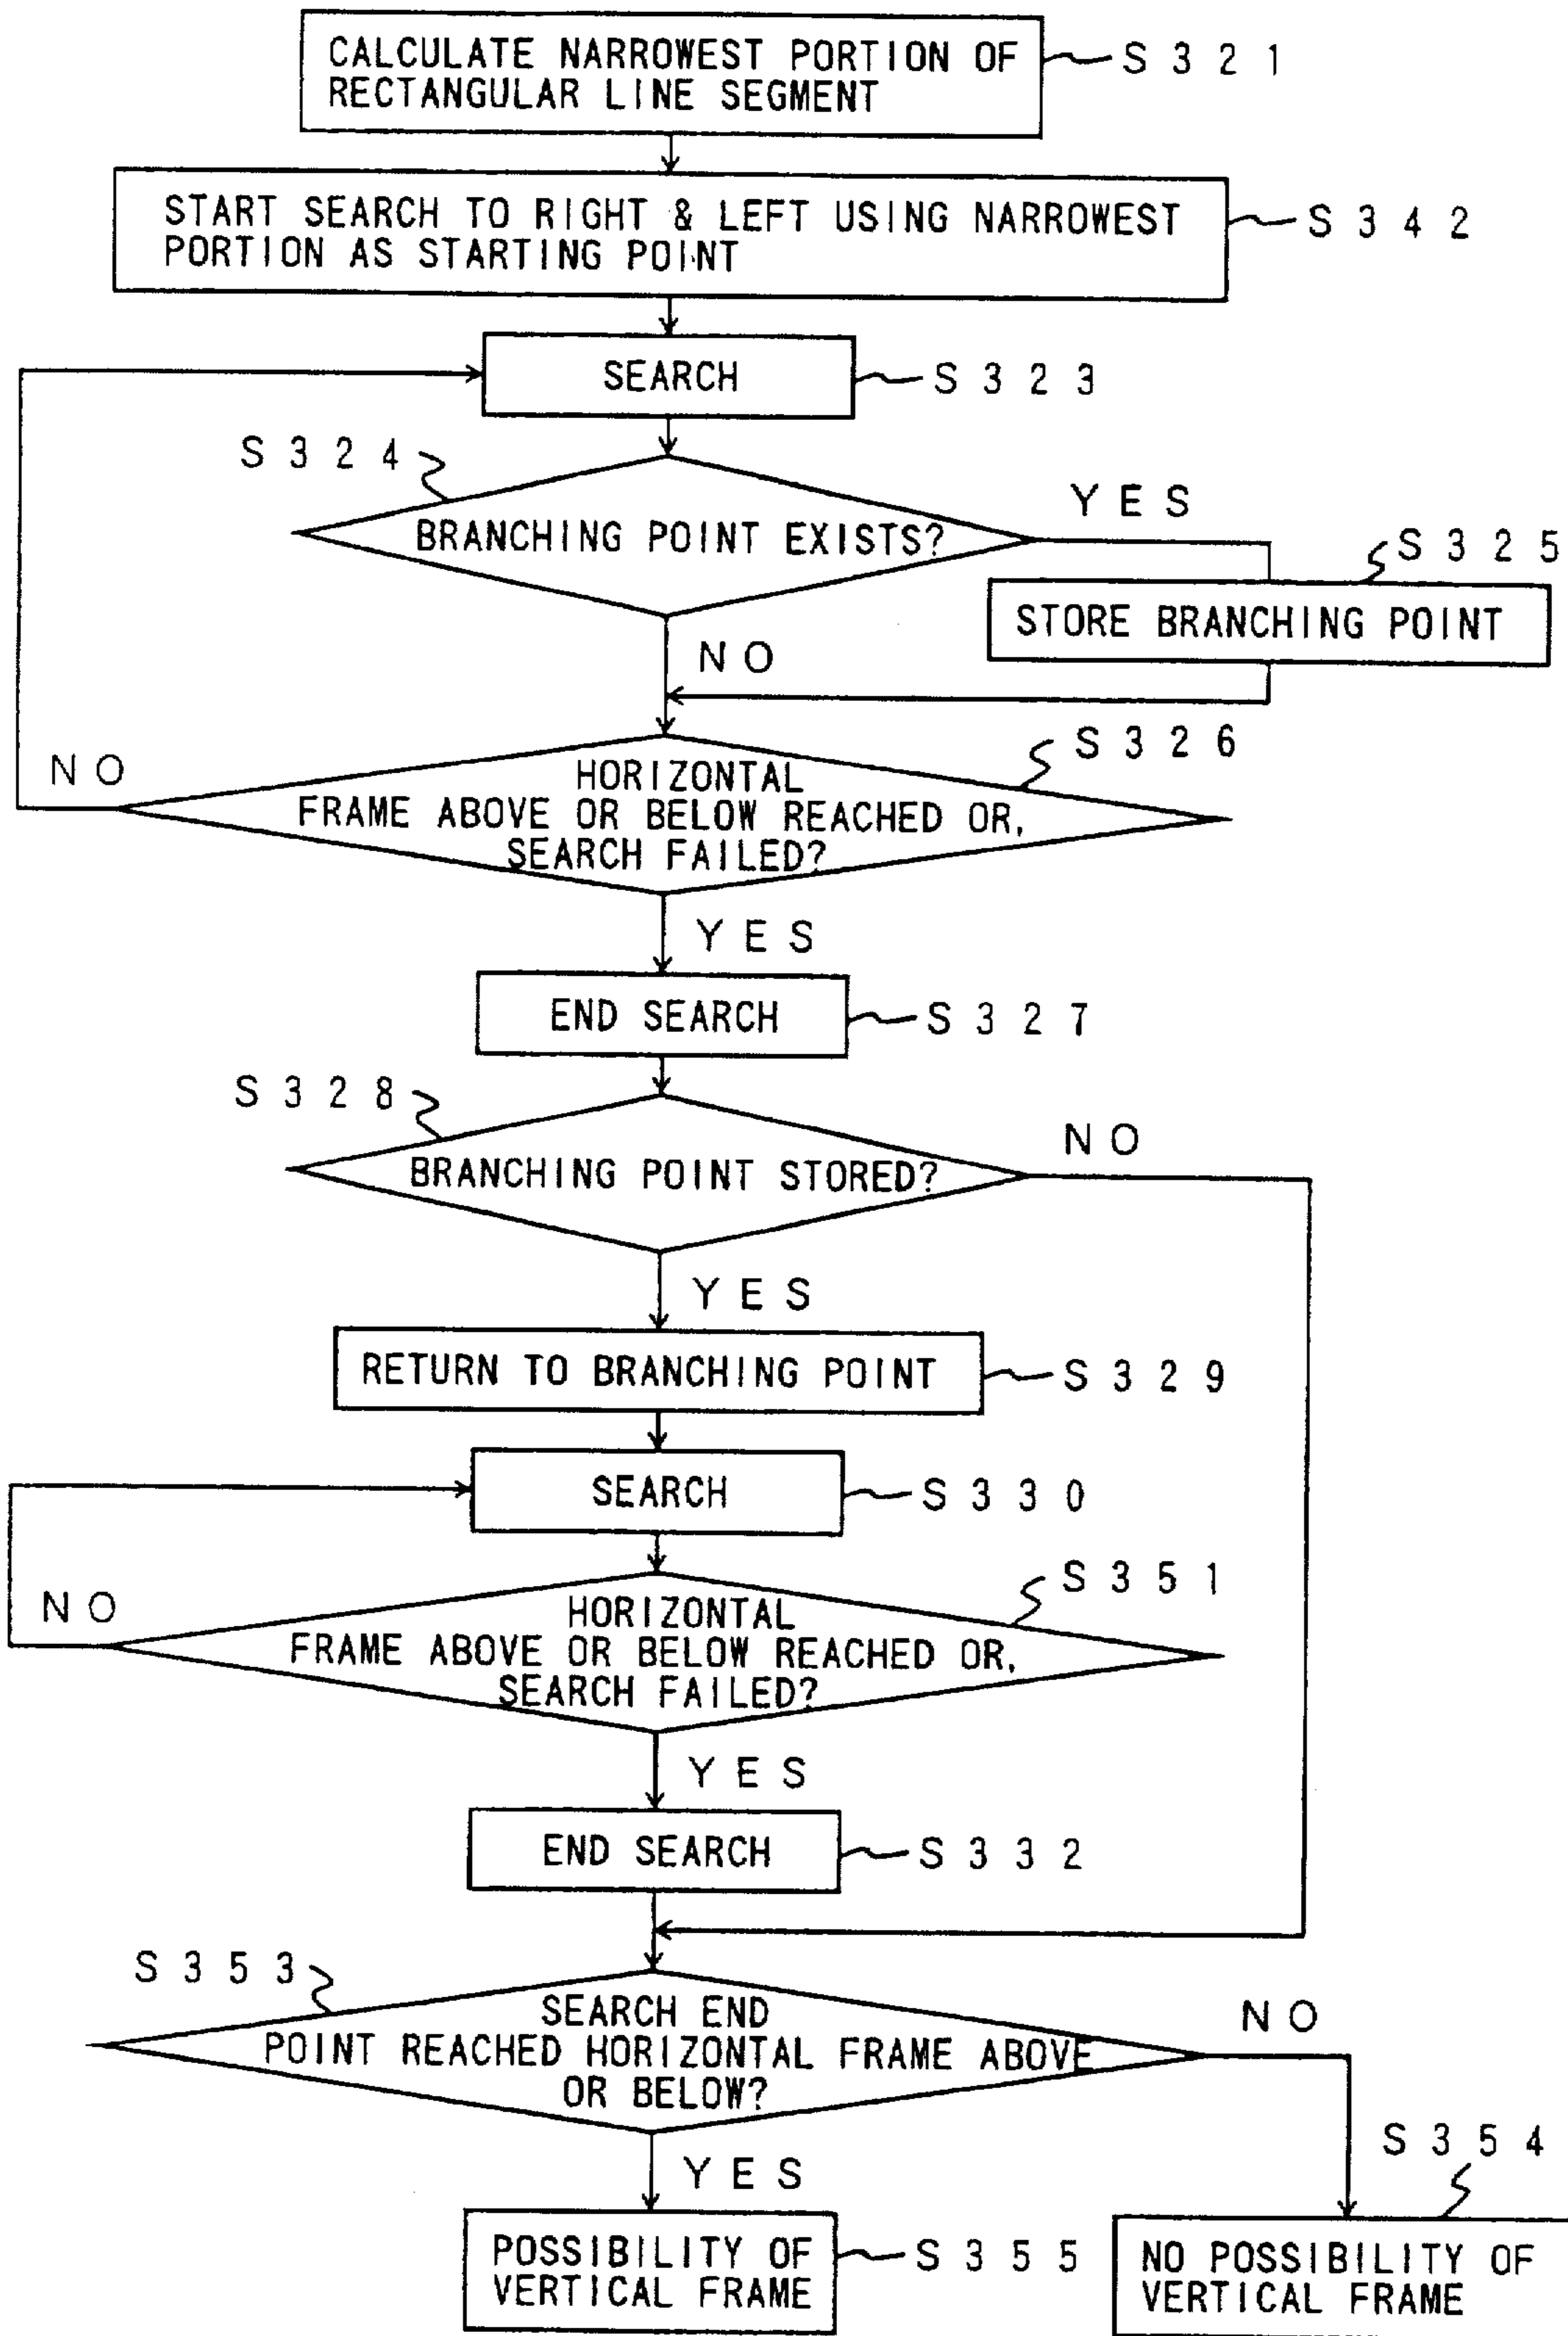 CALCULATE NARROWEST PORTION OF
RECTANGULAR LINE SEGMENT
S321
START SEARCH TO RIGHT & LEFT USING NARROWEST
PORTION AS STARTING POINT
S342
SEARCH
S323
S324
BRANCHING POINT EXISTS?
YES
S325
STORE BRANCHING POINT
NO
S326
HORIZONTAL
FRAME ABOVE OR BELOW REACHED OR,
SEARCH FAILED?
NO
YES
END SEARCH
S327
S328
BRANCHING POINT STORED?
NO
YES
RETURN TO BRANCHING POINT
S329
SEARCH
S330
S351
HORIZONTAL
FRAME ABOVE OR BELOW REACHED OR,
SEARCH FAILED?
NO
YES
END SEARCH
S332
S353
SEARCH END
POINT REACHED HORIZONTAL FRAME ABOVE
OR BELOW?
NO
YES
S354
POSSIBILITY OF
VERTICAL FRAME
S355
NO POSSIBILITY OF
VERTICAL FRAME